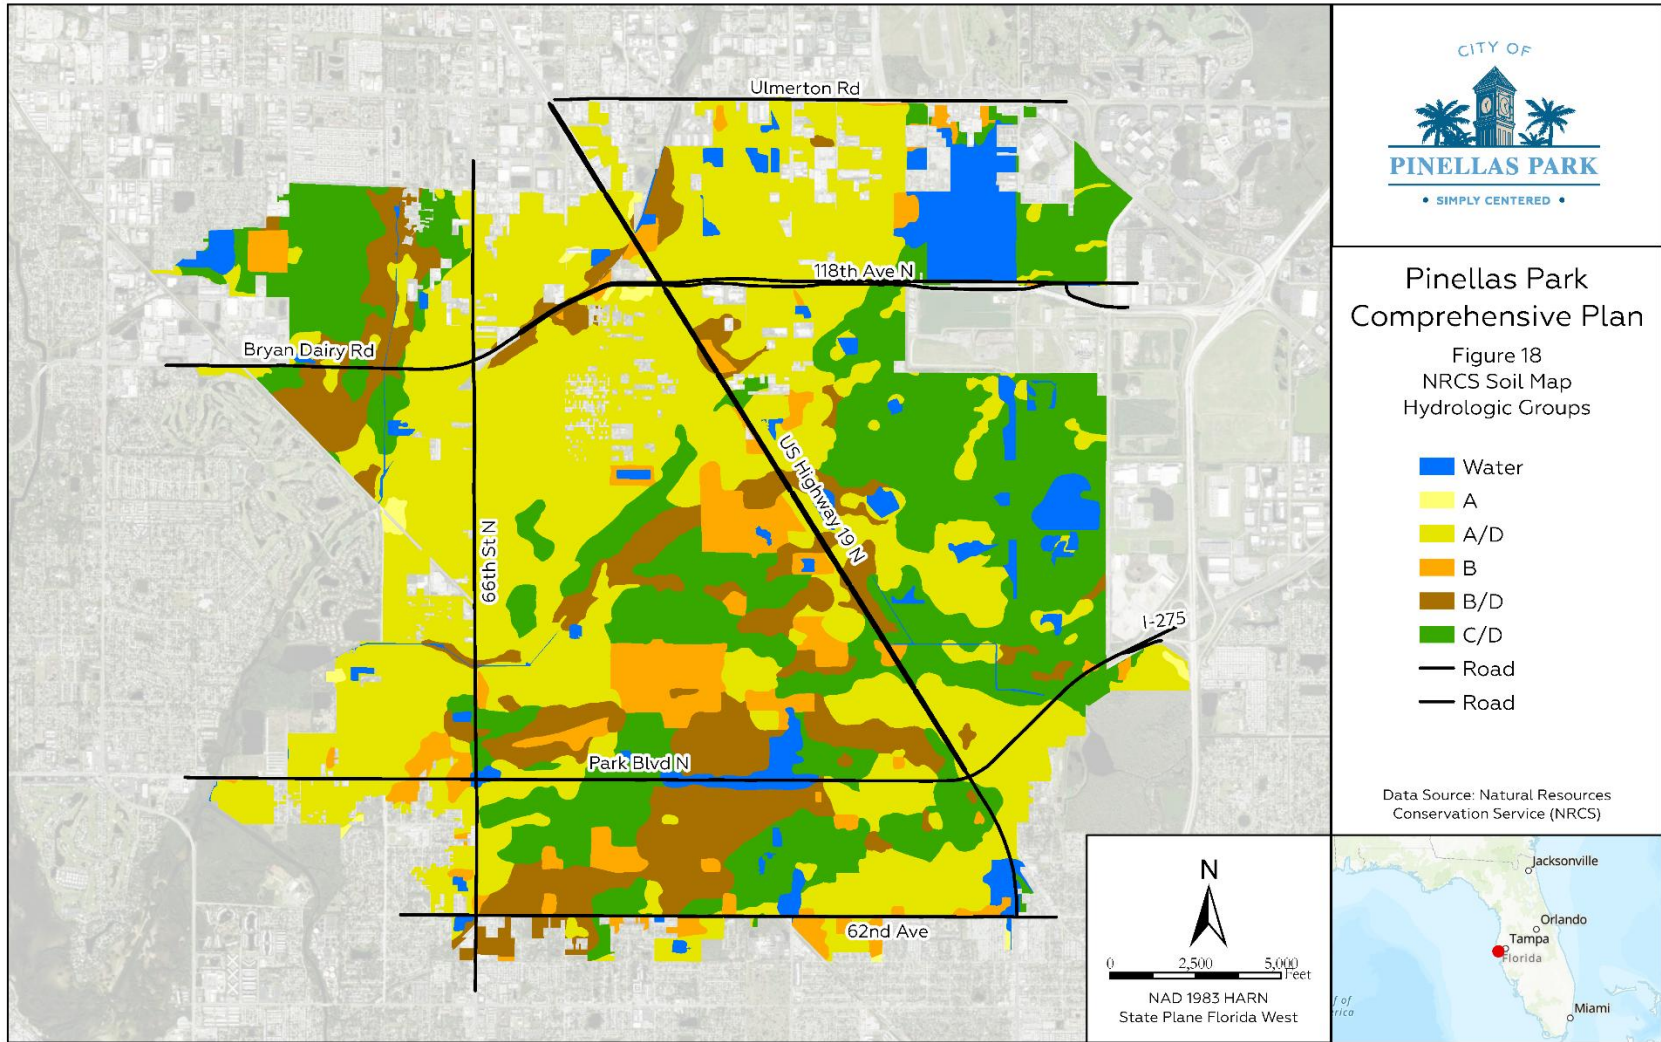 Ulmerton Rd
118th Ave N
Bryan Dairy Rd
US Highway 19 N
66th St N
I-275
Park Blvd N
62nd Ave
CITY OF
PINELLAS PARK
• SIMPLY CENTERED •
Pinellas Park
Comprehensive Plan
Figure 18
NRCS Soil Map
Hydrologic Groups
Water
A
A/D
B
B/D
C/D
Road
Road
Data Source: Natural Resources
Conservation Service (NRCS)
N
0 2,500 5,000
Feet
NAD 1983 HARN
State Plane Florida West
Jacksonville
Orlando
Tampa
Florida
Miami